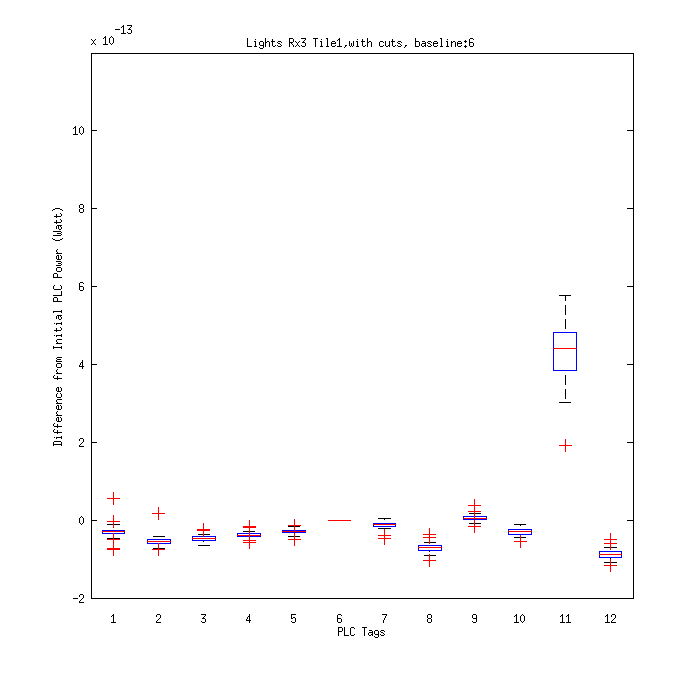 x 10-13
Lights Rx3 Tile1,with cuts, baseline:6
Difference from Initial PLC Power (Watt)
10
8
6
4
2
0
-2
1 2 3 4 5 6 7 8 9 10 11 12
PLC Tags